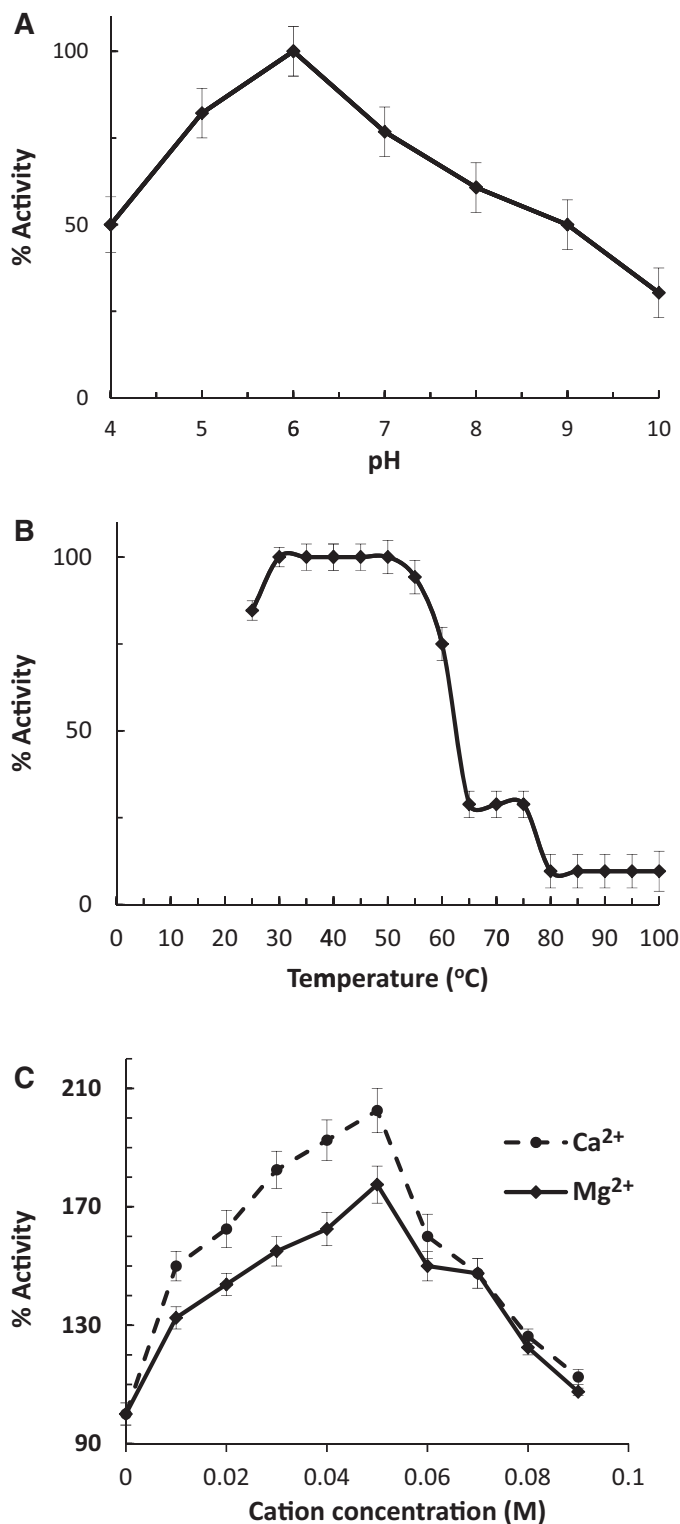 A
100
50
0
% Activity
4 5 6 7 8 9 10
pH
B
100
50
0
% Activity
0 10 20 30 40 50 60 70 80 90 100
Temperature (ºC)
C
210
170
130
90
% Activity
Ca²⁺
Mg²⁺
0 0.02 0.04 0.06 0.08 0.1
Cation concentration (M)